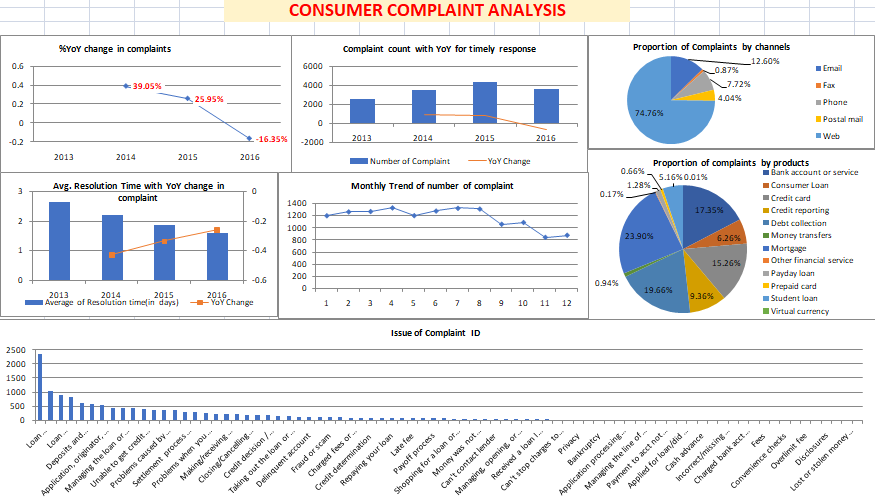 CONSUMER COMPLAINT ANALYSIS
%YoY change in complaints
0.6
0.4
0.2
0
-0.2
39.05%
25.95%
-16.35%
2013 2014 2015 2016
Complaint count with YoY for timely response
6000
4000
2000
0
-2000
2013 2014 2015 2016
Number of Complaint YoY Change
Proportion of Complaints by channels
12.60%
0.87%
7.72%
4.04%
74.76%
Email
Fax
Phone
Postal mail
Web
Avg. Resolution Time with YoY change in
complaint
3
2
1
0
0
-0.2
-0.4
-0.6
2013 2014 2015 2016
Average of Resolution time(in days) YoY Change
Monthly Trend of number of complaint
1400
1200
1000
800
600
400
200
0
1 2 3 4 5 6 7 8 9 10 11 12
Proportion of complaints by products
0.66%
5.16%
0.01%
1.28%
0.17%
17.35%
6.26%
15.26%
9.36%
19.66%
0.94%
23.90%
Bank account or service
Consumer Loan
Credit card
Credit reporting
Debt collection
Money transfers
Mortgage
Other financial service
Payday loan
Prepaid card
Student loan
Virtual currency
Issue of Complaint ID
2500
2000
1500
1000
500
0
Loan...
Loan...
Deposits and...
Application, originator,...
Managing the loan or...
Unable to get credit...
Problems caused by...
Settlement process...
Problems when you...
Making/receiving...
Closing/Cancelling...
Credit decision /...
Taking out the loan or...
Delinquent account
Fraud or scam
Charged fees or...
Credit determination
Repaying your loan
Late fee
Payoff process
Shopping for a loan or...
Money was not...
Can't contact lender
Managing, opening, or...
Received a loan I...
Can't stop charges to...
Privacy
Bankruptcy
Application processing...
Managing the line of...
Payment to acct not...
Applied for loan/did...
Cash advance
Incorrect/missing...
Charged bank acct...
Fees
Convenience checks
Overlimit fee
Disclosures
Lost or stolen money...